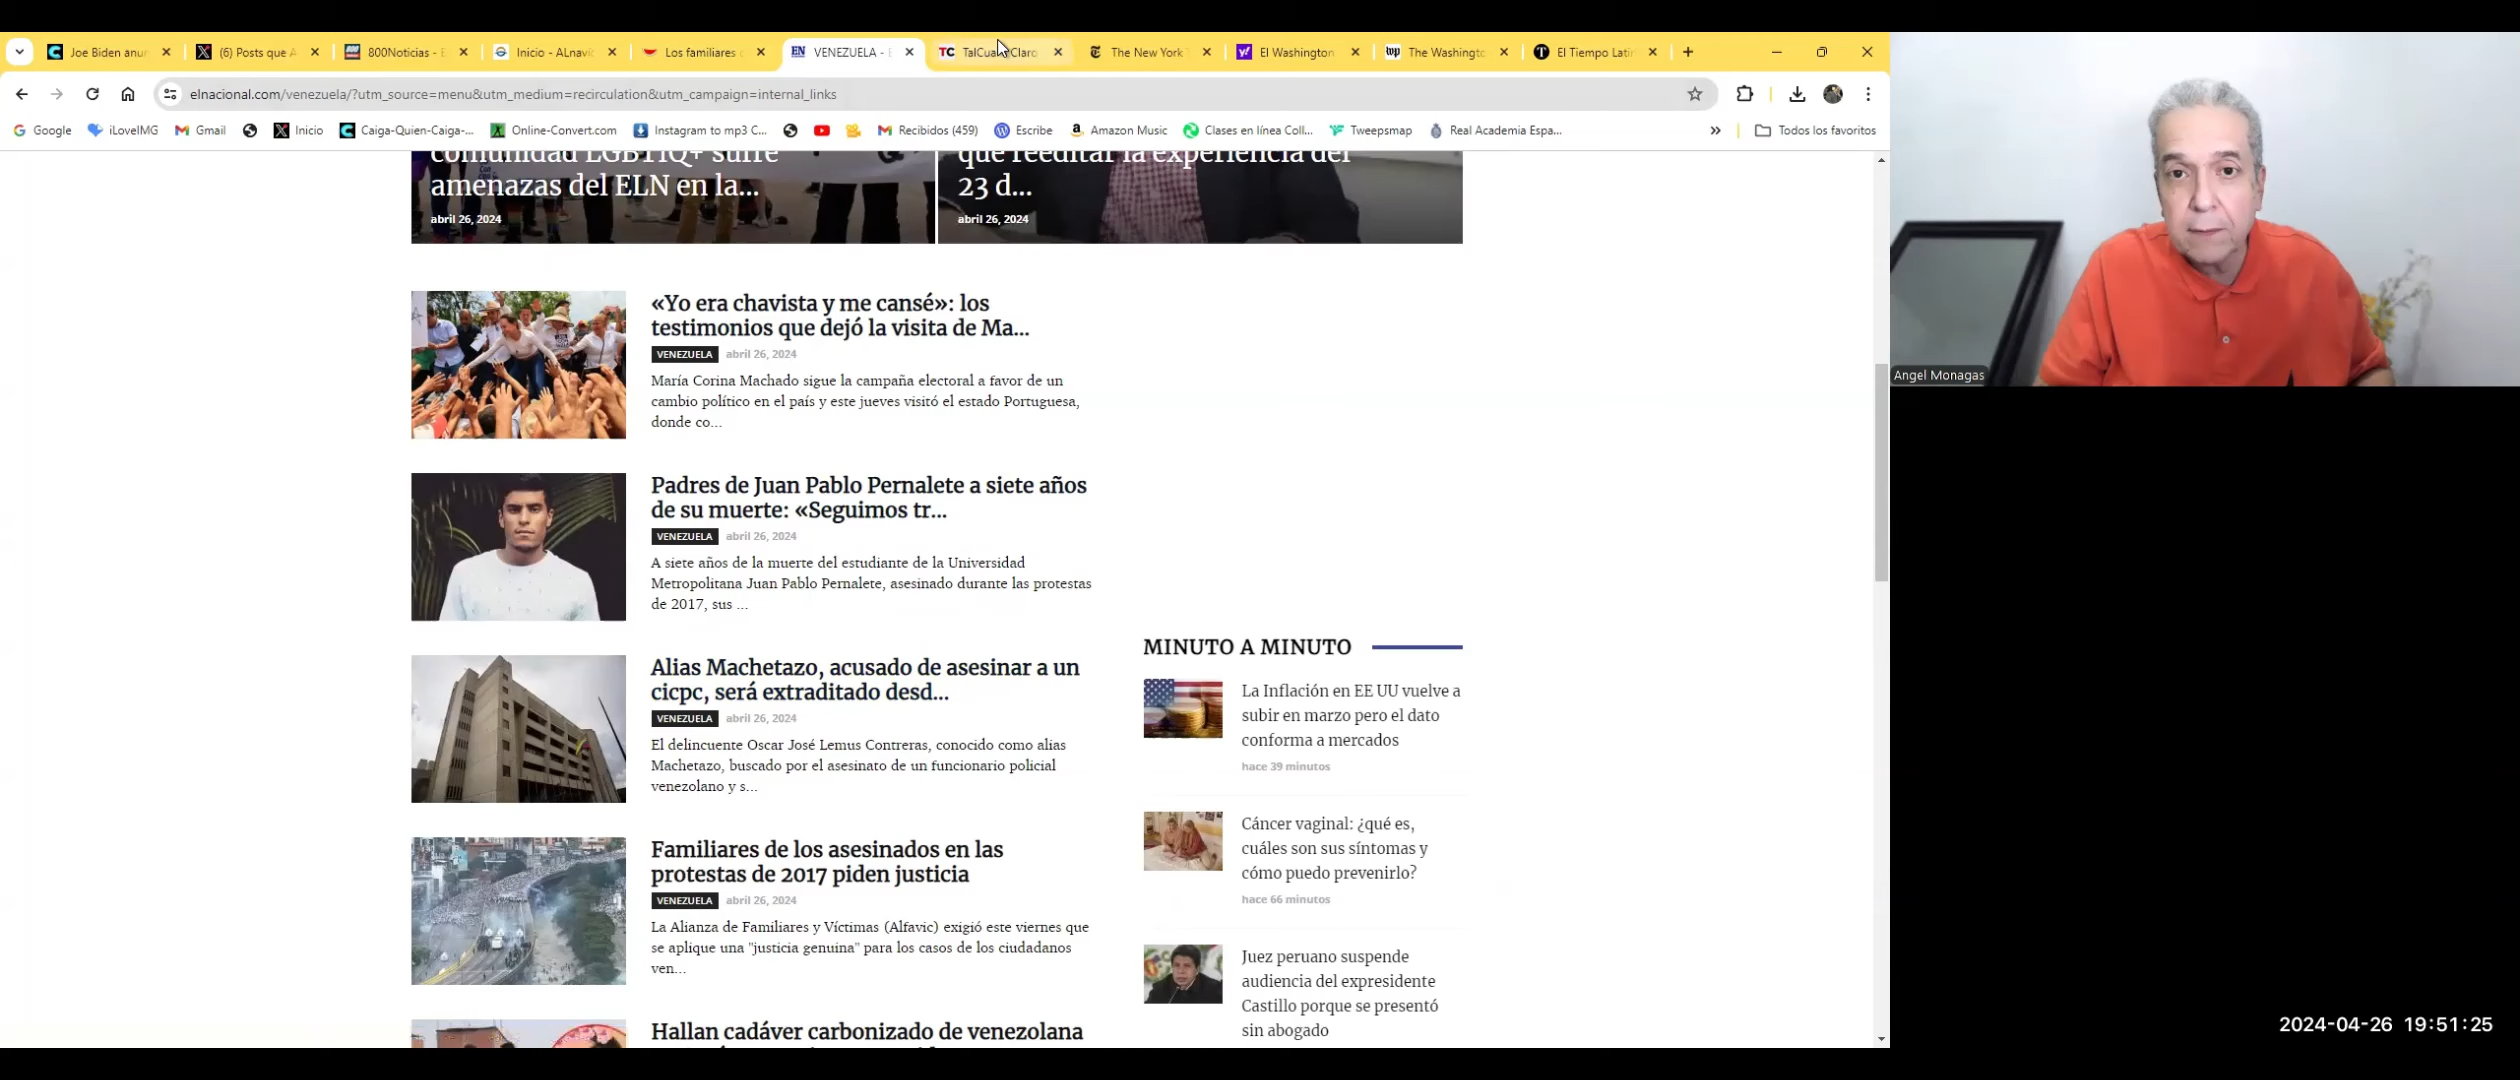 Joe Biden anun
(6) Posts que A
800Noticias - E
Inicio - ALnavío
Los familiares d
EN VENEZUELA - E
TC TalCual
Claro
The New York
El Washington
wp The Washingto
T El Tiempo Lati
elnacional.com/venezuela/?utm_source=menu&utm_medium=recirculation&utm_campaign=internal_links
Google
iLoveIMG
Gmail
Inicio
Caiga-Quien-Caiga-...
Online-Convert.com
Instagram to mp3 C...
Recibidos (459)
Escribe
Amazon Music
Clases en línea Coll...
Tweepsmap
Real Academia Espa...
»
Todos los favoritos
comunidad LGBTIQ+ sufre
amenazas del ELN en la...
abril 26, 2024
que reeditar la experiencia del
23 d...
abril 26, 2024
«Yo era chavista y me cansé»: los
testimonios que dejó la visita de Ma...
VENEZUELA abril 26, 2024
María Corina Machado sigue la campaña electoral a favor de un
cambio político en el país y este jueves visitó el estado Portuguesa,
donde co...
Padres de Juan Pablo Pernalete a siete años
de su muerte: «Seguimos tr...
VENEZUELA abril 26, 2024
A siete años de la muerte del estudiante de la Universidad
Metropolitana Juan Pablo Pernalete, asesinado durante las protestas
de 2017, sus ...
Alias Machetazo, acusado de asesinar a un
cicpc, será extraditado desd...
VENEZUELA abril 26, 2024
El delincuente Oscar José Lemus Contreras, conocido como alias
Machetazo, buscado por el asesinato de un funcionario policial
venezolano y s...
Familiares de los asesinados en las
protestas de 2017 piden justicia
VENEZUELA abril 26, 2024
La Alianza de Familiares y Víctimas (Alfavic) exigió este viernes que
se aplique una "justicia genuina" para los casos de los ciudadanos
ven...
Hallan cadáver carbonizado de venezolana
MINUTO A MINUTO
La Inflación en EE UU vuelve a
subir en marzo pero el dato
conforma a mercados
hace 39 minutos
Cáncer vaginal: ¿qué es,
cuáles son sus síntomas y
cómo puedo prevenirlo?
hace 66 minutos
Juez peruano suspende
audiencia del expresidente
Castillo porque se presentó
sin abogado
Angel Monagas
2024-04-26 19:51:25